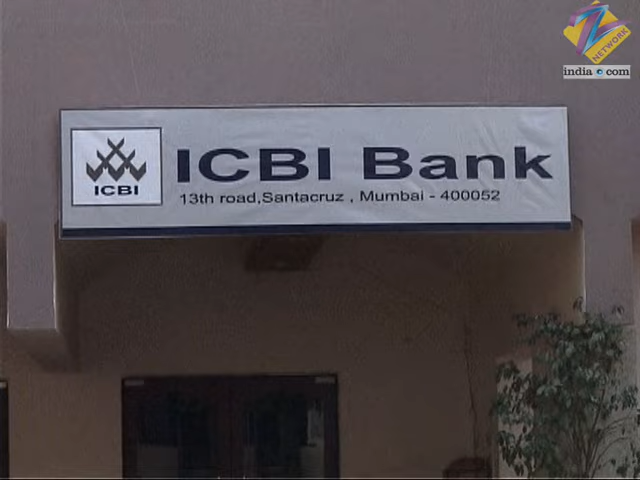 NETWORK
india.com
ICBI Bank
ICBI
13th road,Santacruz , Mumbai - 400052